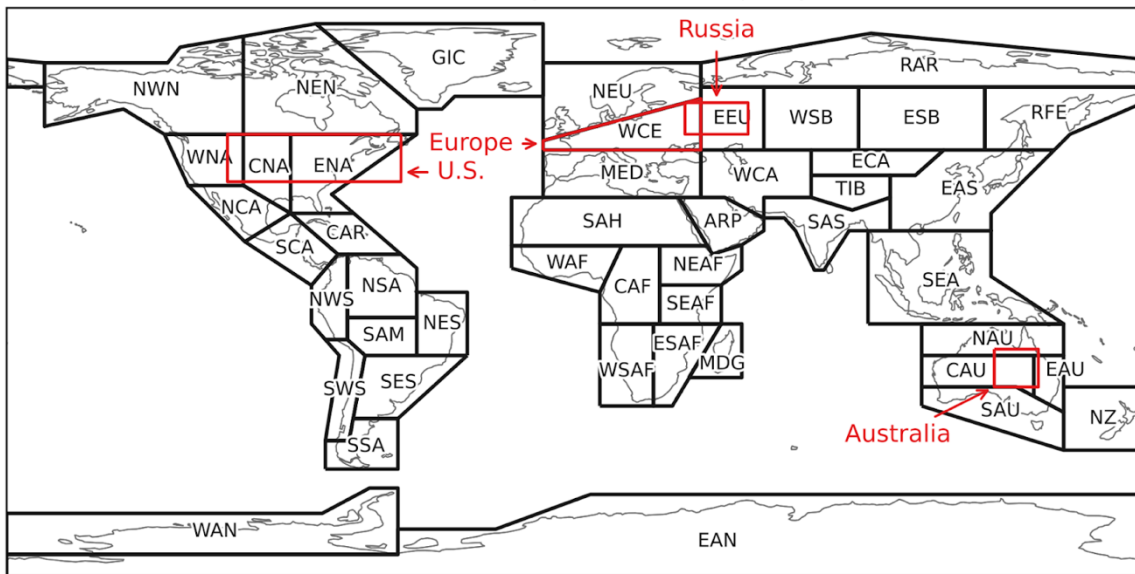 Russia
GIC
RAR
NWN
NEN
NEU
WCE
EEU
WSB
ESB
RFE
Europe
WNA
CNA
ENA
U.S.
MED
WCA
ECA
TIB
EAS
NCA
SCA
CAR
SAH
ARP
SAS
WAF
CAF
NEAF
SEAF
SEA
NWS
NSA
SAM
NES
WSAF
ESAF
MDG
NAU
CAU
EAU
SWS
SES
SAU
NZ
Australia
SSA
WAN
EAN